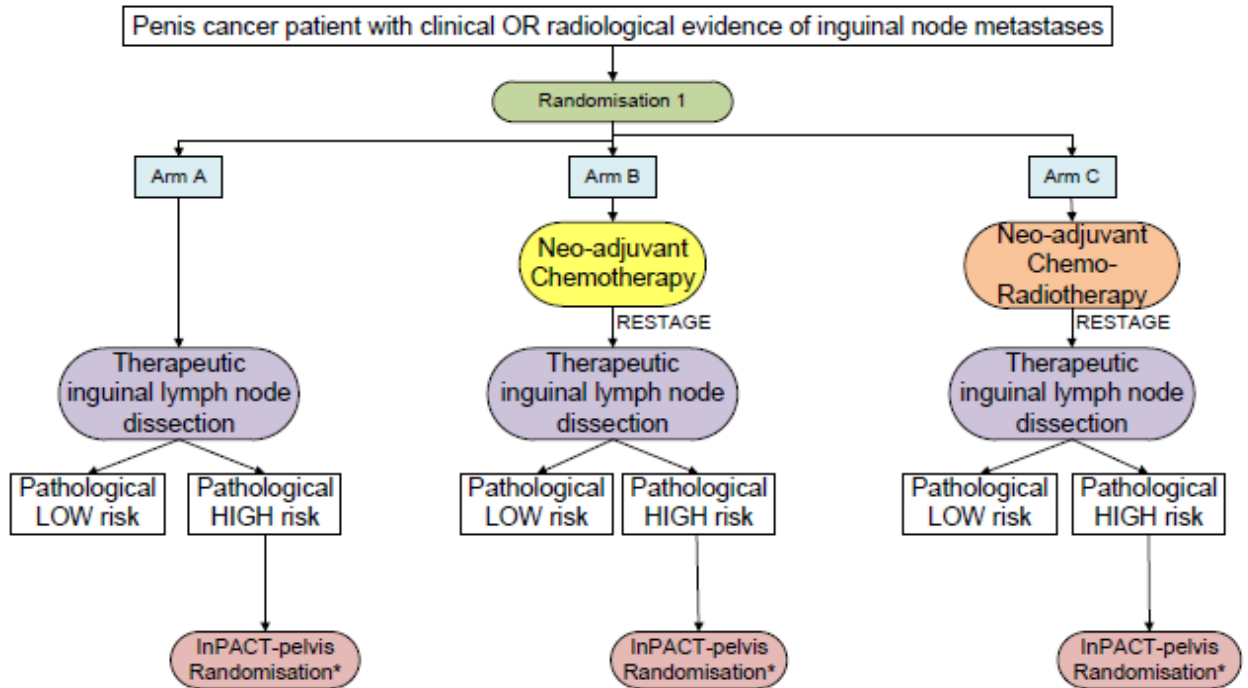 Penis cancer patient with clinical OR radiological evidence of inguinal node metastases
Randomisation 1
Arm A
Arm B
Arm C
Neo-adjuvant
Chemotherapy
Neo-adjuvant
Chemo-
Radiotherapy
RESTAGE
RESTAGE
Therapeutic
inguinal lymph node
dissection
Therapeutic
inguinal lymph node
dissection
Therapeutic
inguinal lymph node
dissection
Pathological
LOW risk
Pathological
HIGH risk
Pathological
LOW risk
Pathological
HIGH risk
Pathological
LOW risk
Pathological
HIGH risk
InPACT-pelvis
Randomisation*
InPACT-pelvis
Randomisation*
InPACT-pelvis
Randomisation*